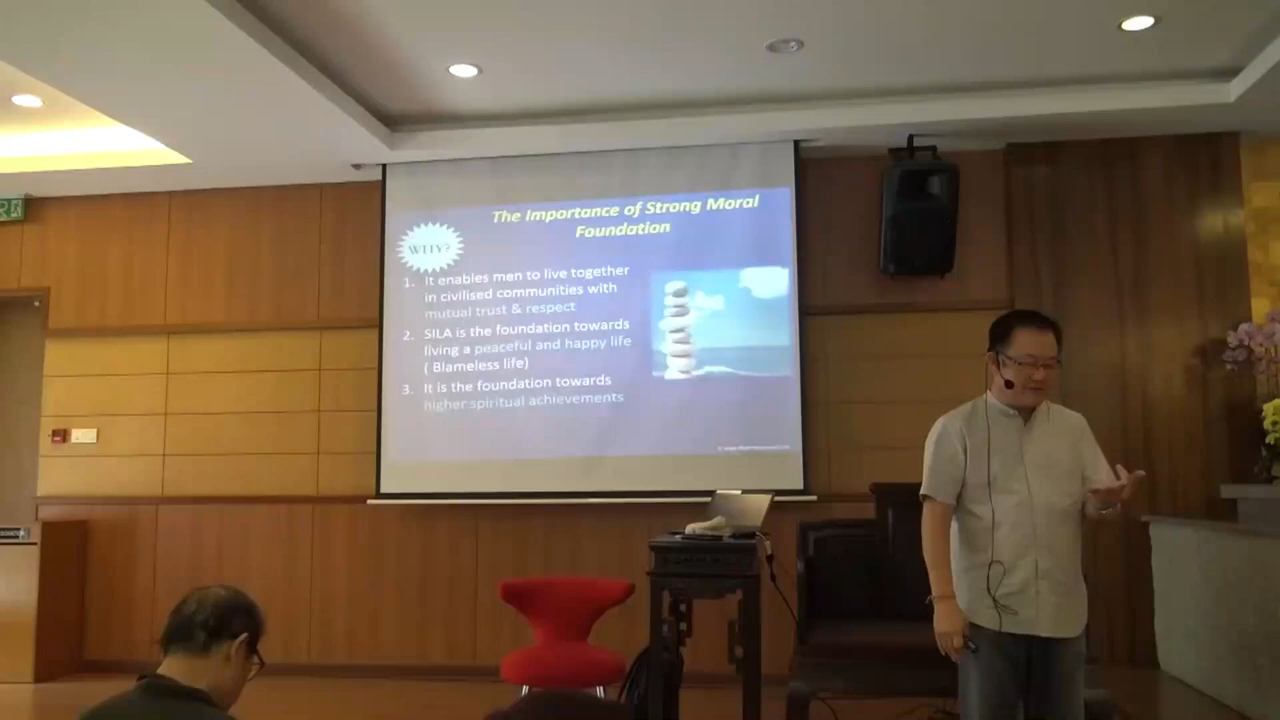 The Importance of Strong Moral
Foundation
WHY?
1. It enables men to live together
in civilised communities with
mutual trust & respect
2. SILA is the foundation towards
living a peaceful and happy life
( Blameless life)
3. It is the foundation towards
higher spiritual achievements